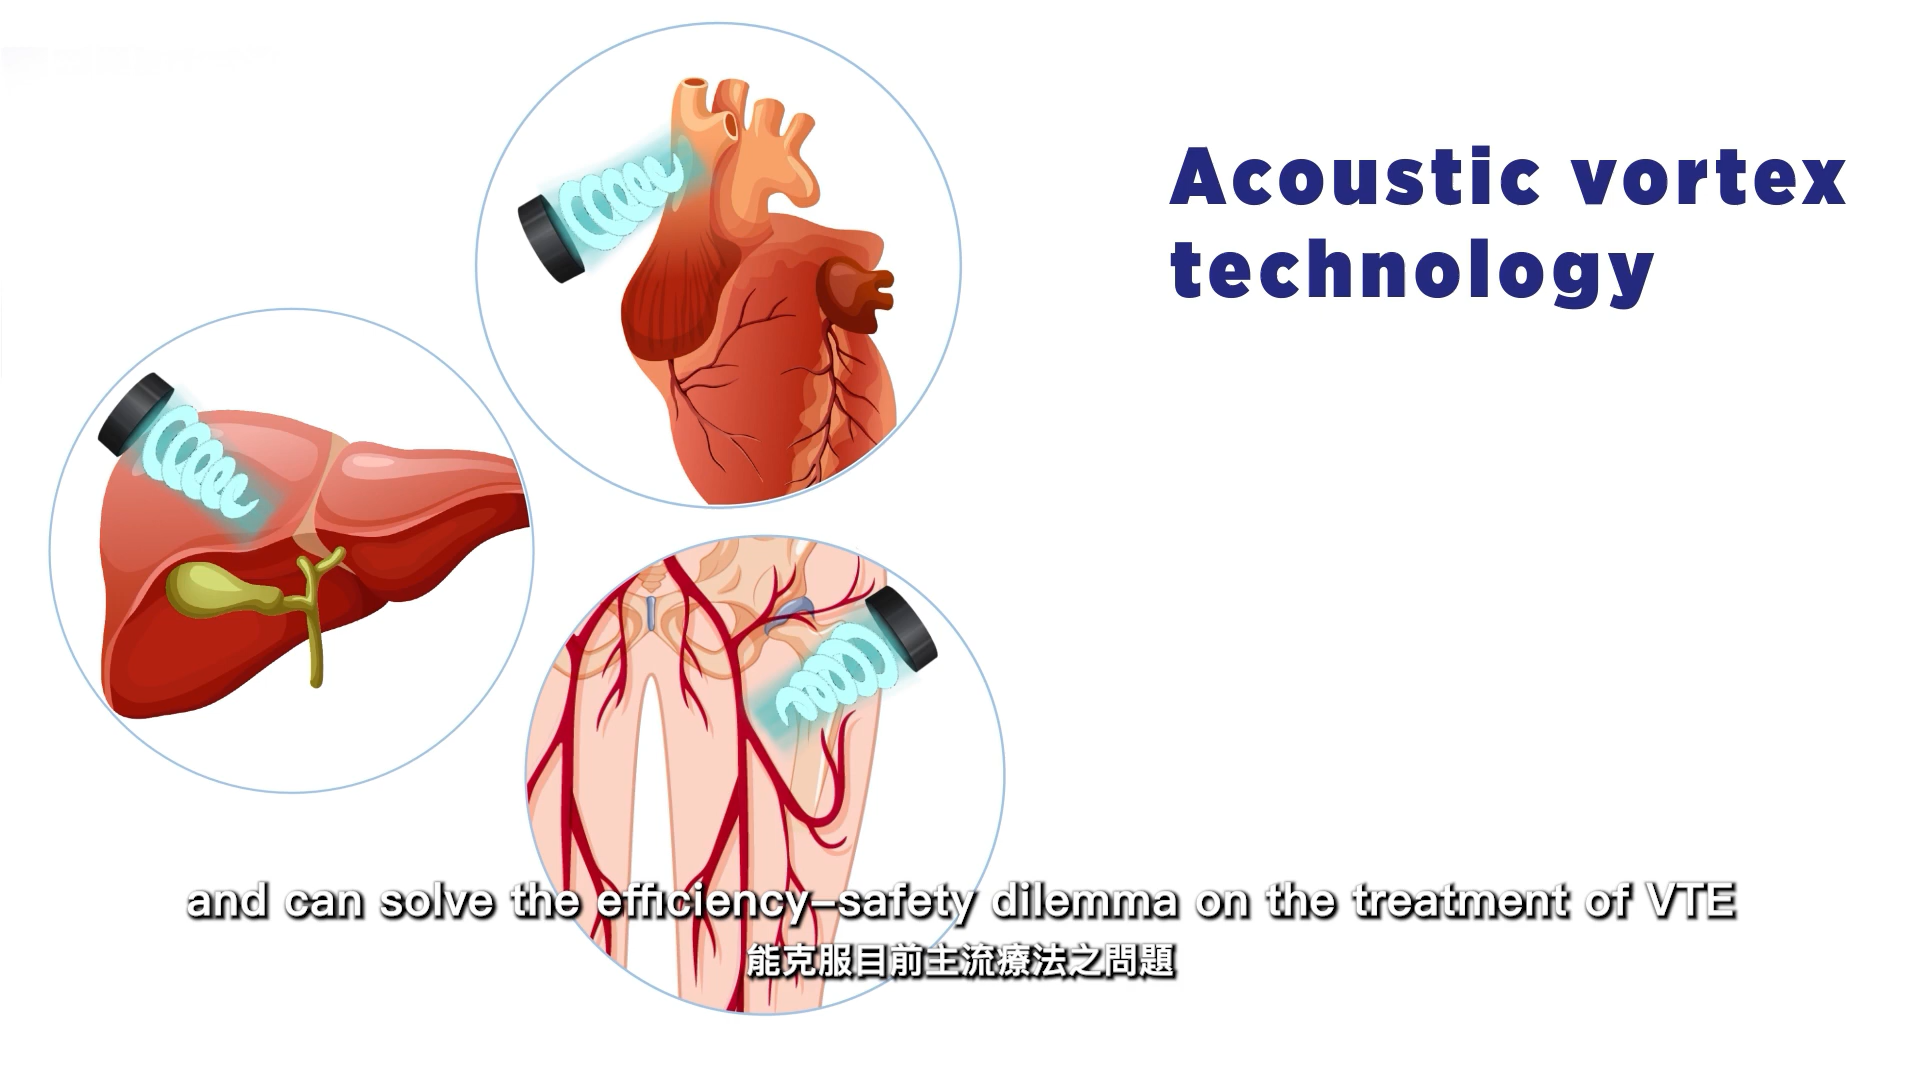 Acoustic vortex
technology
and can solve the efficiency–safety dilemma on the treatment of VTE
能克服目前主流療法之問題